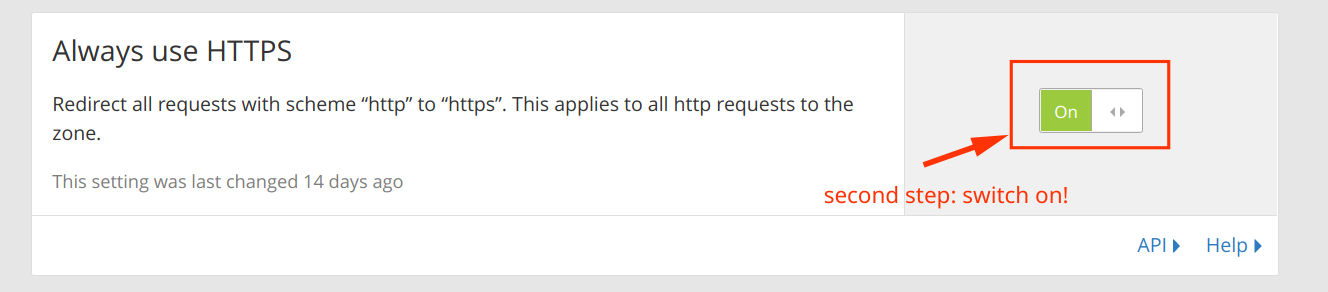 Always use HTTPS
Redirect all requests with scheme “http” to “https”. This applies to all http requests to the
zone.
On
This setting was last changed 14 days ago
second step: switch on!
API
Help